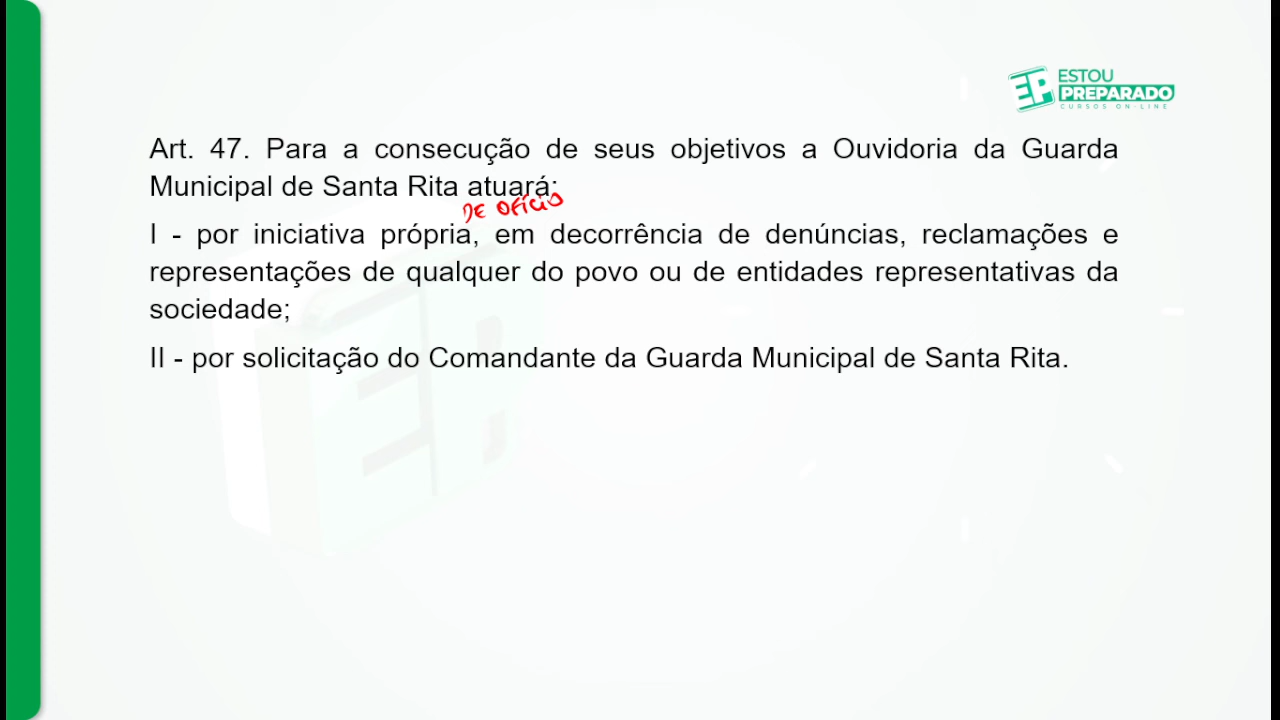 ESTOU
PREPARADO
CURSOS ON-LINE
Art. 47. Para a consecução de seus objetivos a Ouvidoria da Guarda
Municipal de Santa Rita atuará:
DE OFÍCIO
I - por iniciativa própria, em decorrência de denúncias, reclamações e
representações de qualquer do povo ou de entidades representativas da
sociedade;
II - por solicitação do Comandante da Guarda Municipal de Santa Rita.